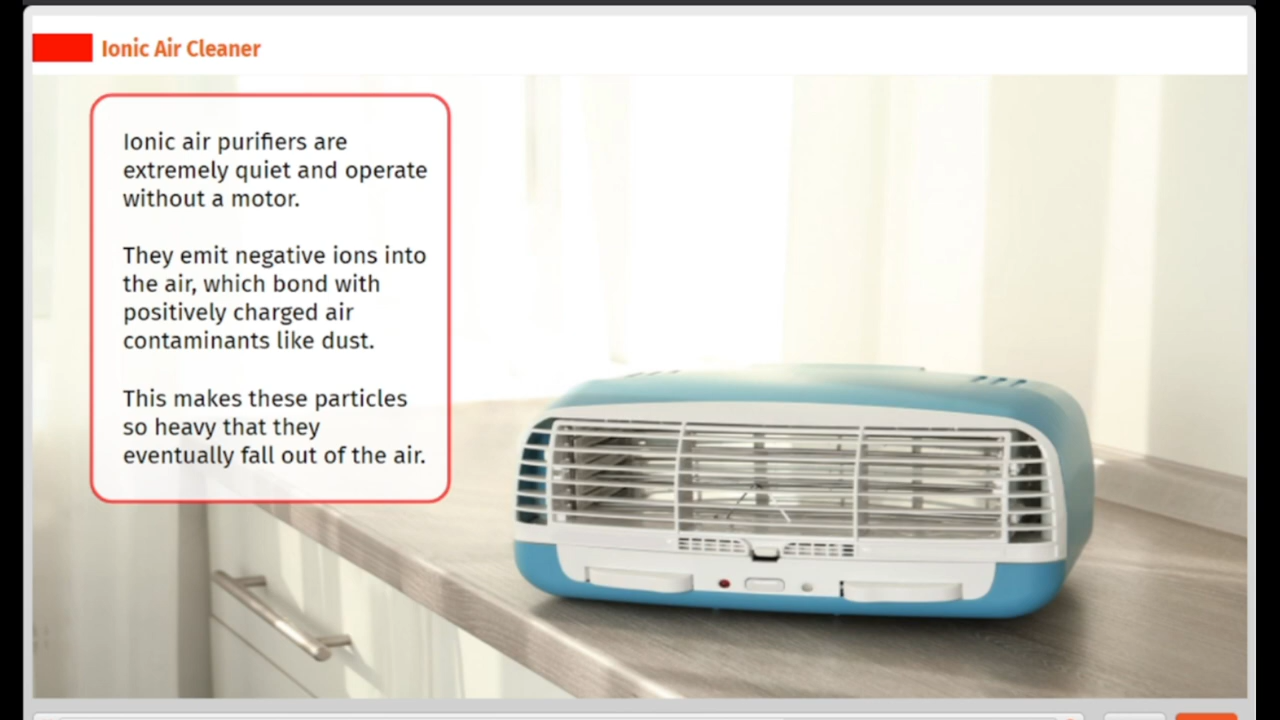 Ionic Air Cleaner
Ionic air purifiers are
extremely quiet and operate
without a motor.
They emit negative ions into
the air, which bond with
positively charged air
contaminants like dust.
This makes these particles
so heavy that they
eventually fall out of the air.